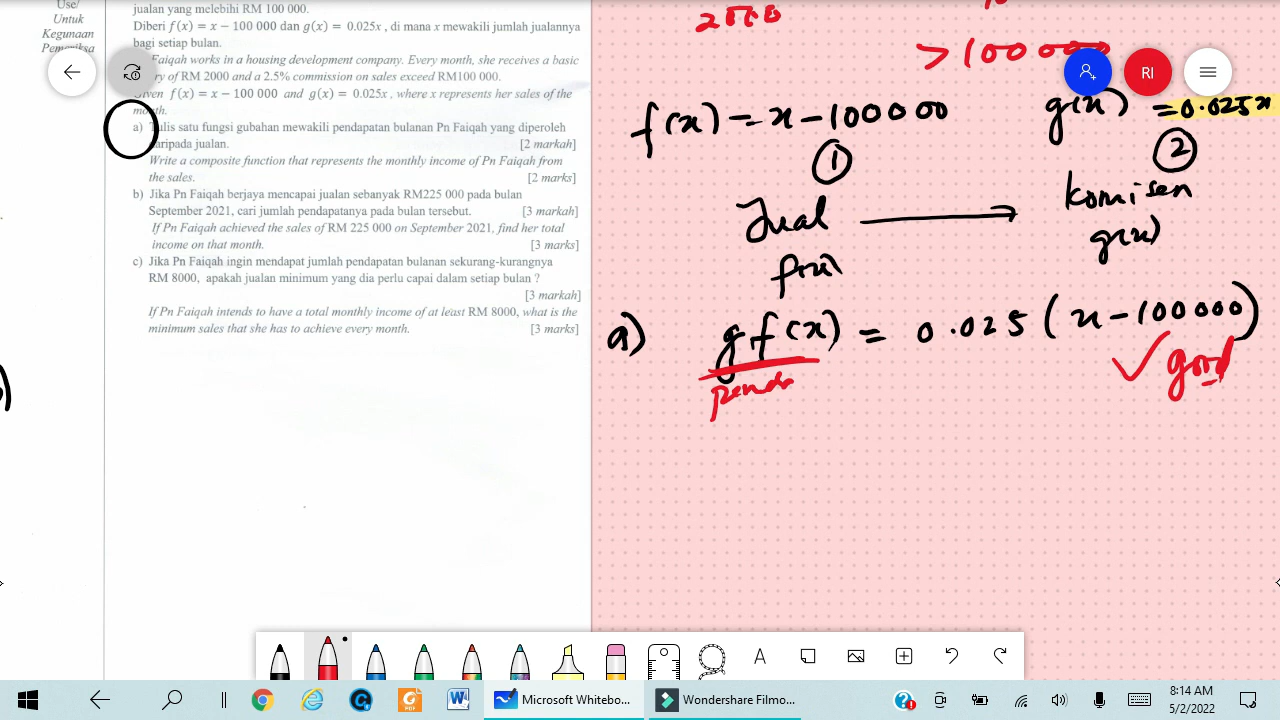 Use/
Untuk
Kegunaan
Pemeriksa
jualan yang melebihi RM 100 000.
Diberi f(x) = x − 100 000 dan g(x) = 0.025x , di mana x mewakili jumlah jualannya
bagi setiap bulan.
Faiqah works in a housing development company. Every month, she receives a basic
of RM 2000 and a 2.5% commission on sales exceed RM100 000.
Given f(x) = x − 100 000 and g(x) = 0.025x , where x represents her sales of the
month.
a) Tulis satu fungsi gubahan mewakili pendapatan bulanan Pn Faiqah yang diperoleh
daripada jualan. [2 markah]
Write a composite function that represents the monthly income of Pn Faiqah from
the sales. [2 marks]
b) Jika Pn Faiqah berjaya mencapai jualan sebanyak RM225 000 pada bulan
September 2021, cari jumlah pendapatanya pada bulan tersebut. [3 markah]
If Pn Faiqah achieved the sales of RM 225 000 on September 2021, find her total
income on that month. [3 marks]
c) Jika Pn Faiqah ingin mendapat jumlah pendapatan bulanan sekurang-kurangnya
RM 8000, apakah jualan minimum yang dia perlu capai dalam setiap bulan ?
[3 markah]
If Pn Faiqah intends to have a total monthly income of at least RM 8000, what is the
minimum sales that she has to achieve every month. [3 marks]
> 100 000
RI
f(x) = x − 100 000 g(x) = 0.025x
1 2
Jual komisen
f(x) g(x)
a) gf(x) = 0.025 (x − 100 000)
good
penda
A
Microsoft Whitebo...
Wondershare Filmo...
8:14 AM
5/2/2022